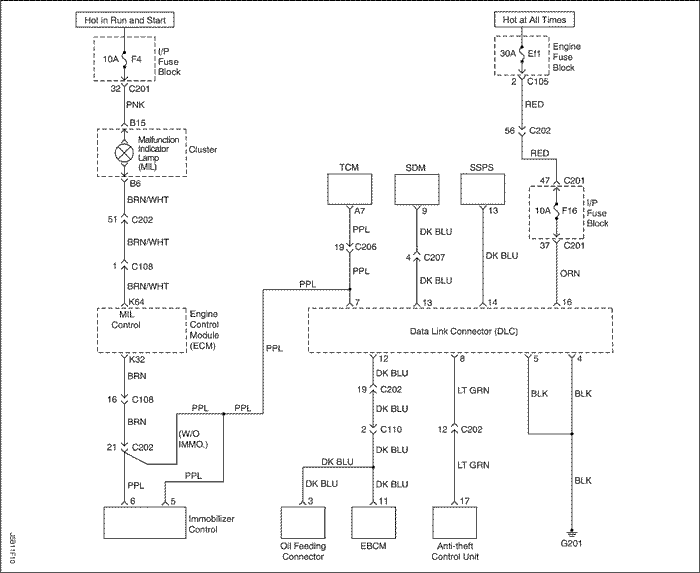 Hot in Run and Start
Hot at All Times
10A F4
I/P
Fuse
Block
30A Ef1
Engine
Fuse
Block
32 C201
2 C105
PNK
RED
B15
56 C202
Malfunction
Indicator
Lamp
(MIL)
Cluster
RED
B6
TCM
SDM
SSPS
47 C201
BRN/WHT
A7
9
13
10A F16
I/P
Fuse
Block
51 C202
PPL
DK BLU
37 C201
BRN/WHT
19 C206
4 C207
DK BLU
1 C108
PPL
DK BLU
ORN
BRN/WHT
PPL
K64
7
13
14
16
MIL
Control
Engine
Control
Module
(ECM)
Data Link Connector (DLC)
PPL
K32
12
8
5
4
BRN
DK BLU
LT GRN
BLK
BLK
19 C202
16 C108
DK BLU
BRN
PPL
PPL
2 C110
12 C202
(W/O
IMMO.)
21 C202
DK BLU
DK BLU
LT GRN
PPL
PPL
DK BLU
DK BLU
BLK
6
5
3
11
17
Immobilizer
Control
Oil Feeding
Connector
EBCM
Anti-theft
Control Unit
G201
J5B11F10